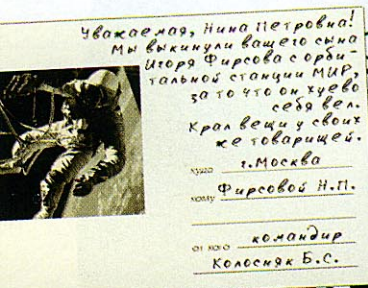 Уважаемая, Нина Петровна!
Мы выкинули вашего сына
Игоря Фирсова с орби-
тальной станции МИР,
за то что он хуево
себя вел.
Крал вещи у своих
же товарищей.
куда г. Москва
кому Фирсовой Н.П.
от кого командир
Колосняк Б.С.